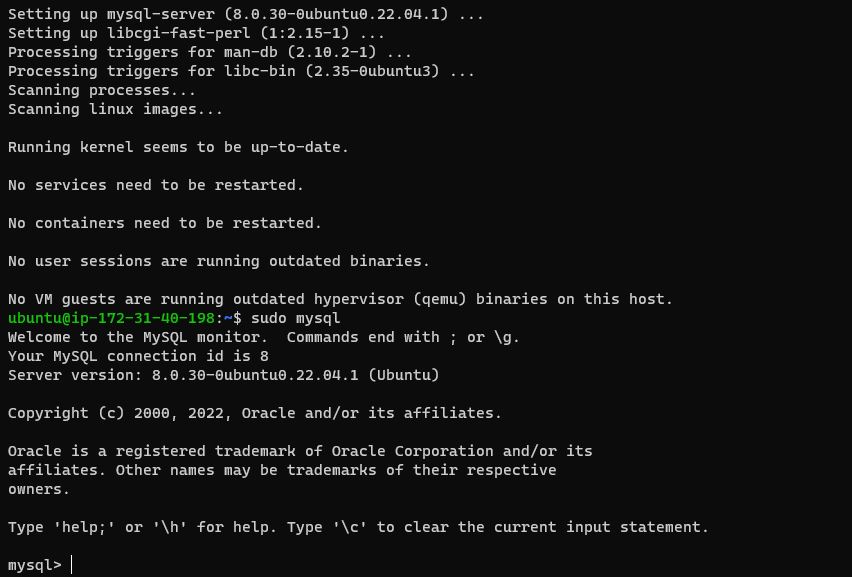 Setting up mysql-server (8.0.30-0ubuntu0.22.04.1) ...
Setting up libcgi-fast-perl (1:2.15-1) ...
Processing triggers for man-db (2.10.2-1) ...
Processing triggers for libc-bin (2.35-0ubuntu3) ...
Scanning processes...
Scanning linux images...
Running kernel seems to be up-to-date.
No services need to be restarted.
No containers need to be restarted.
No user sessions are running outdated binaries.
No VM guests are running outdated hypervisor (qemu) binaries on this host.
ubuntu@ip-172-31-40-198:~$ sudo mysql
Welcome to the MySQL monitor.  Commands end with ; or \g.
Your MySQL connection id is 8
Server version: 8.0.30-0ubuntu0.22.04.1 (Ubuntu)
Copyright (c) 2000, 2022, Oracle and/or its affiliates.
Oracle is a registered trademark of Oracle Corporation and/or its
affiliates. Other names may be trademarks of their respective
owners.
Type 'help;' or '\h' for help. Type '\c' to clear the current input statement.
mysql>